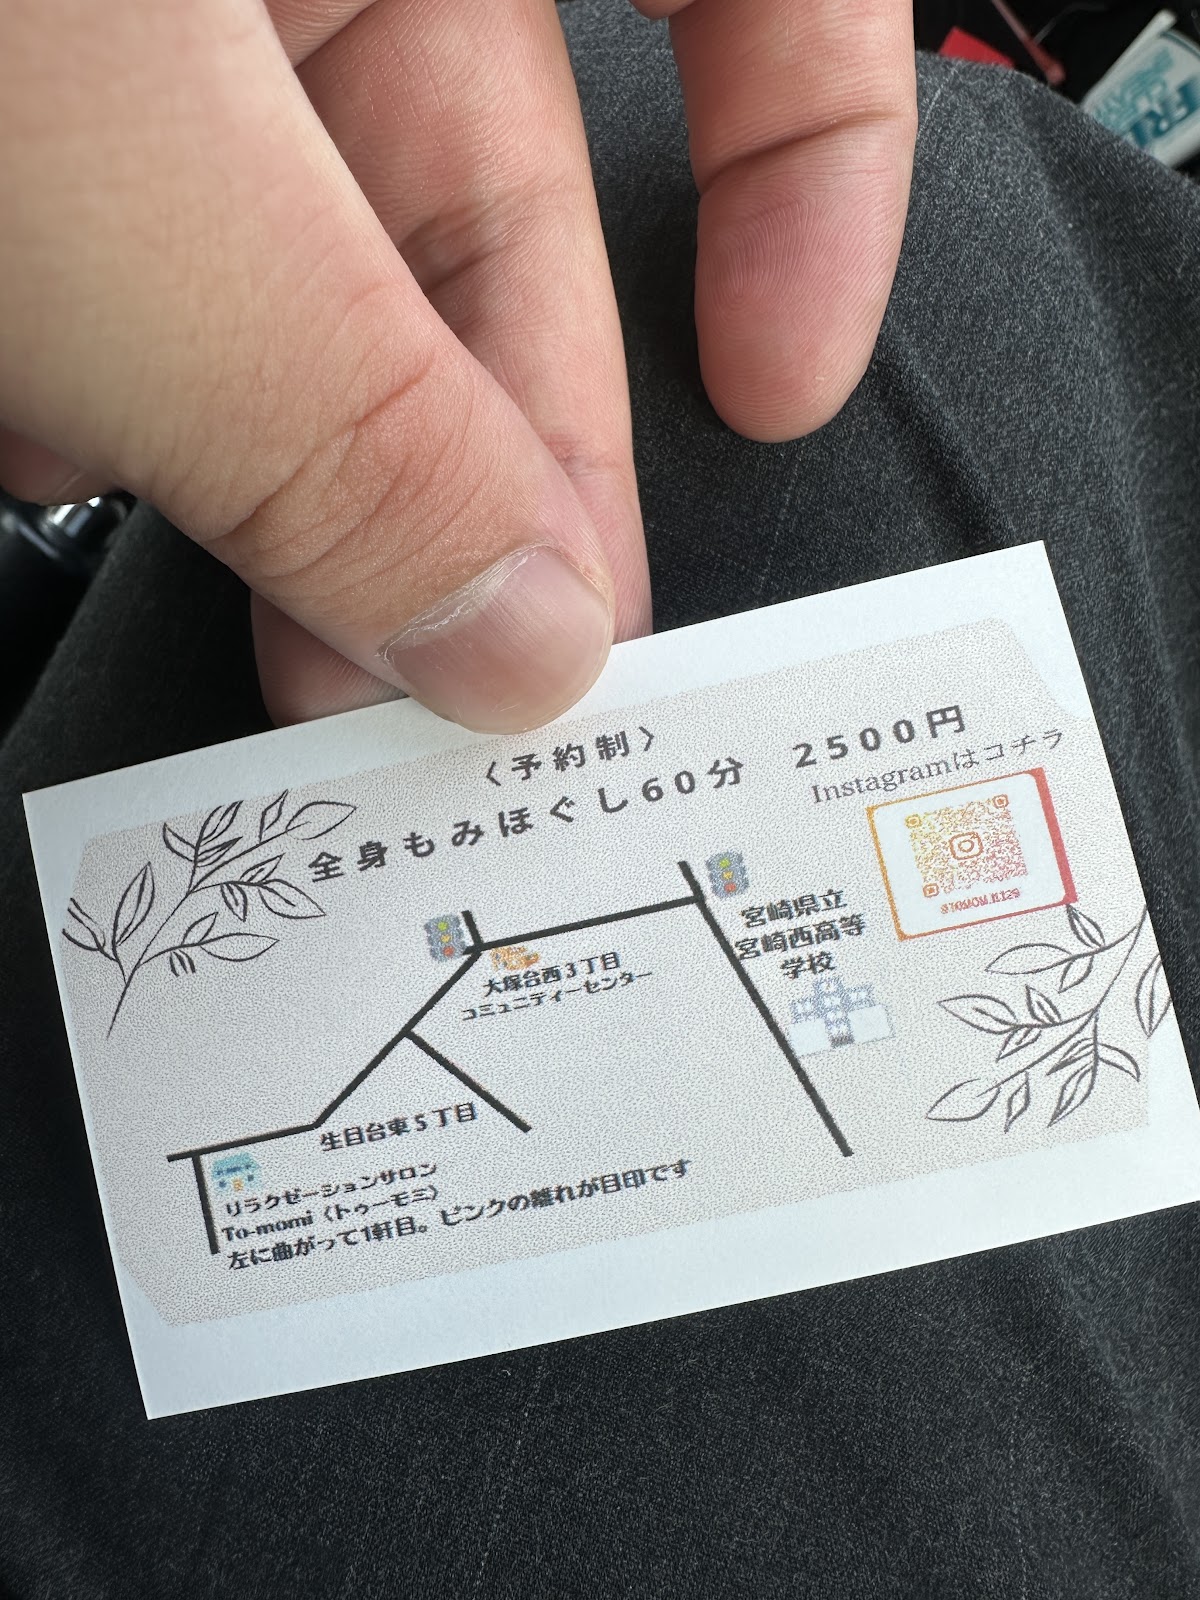 〈予約制〉
全身もみほぐし60分 2500円
Instagramはコチラ
宮崎県立
宮崎西高等
学校
大塚台西3丁目
コミュニティーセンター
生目台東5丁目
リラクゼーションサロン
To-momi〈トゥーモミ〉
左に曲がって1軒目。ピンクの離れが目印です